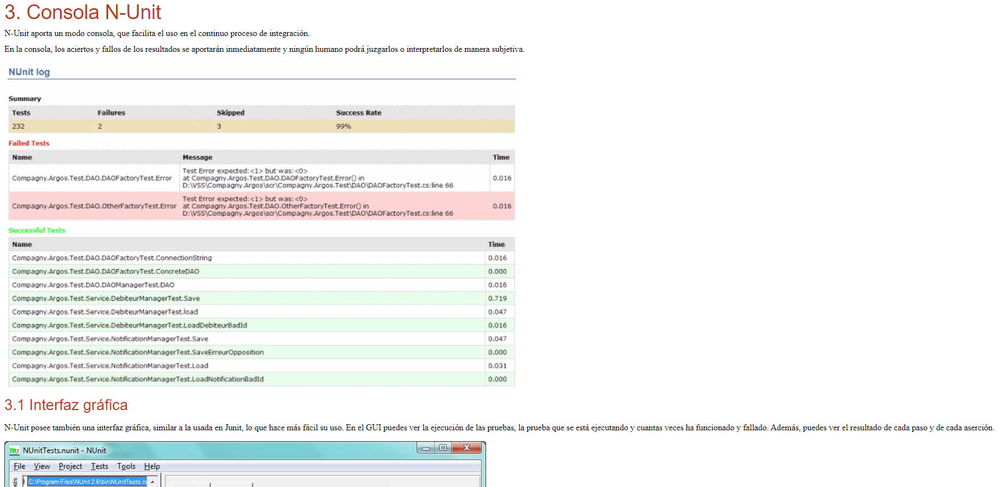 3. Consola N-Unit
N-Unit aporta un modo consola, que facilita el uso en el continuo proceso de integración.
En la consola, los aciertos y fallos de los resultados se aportarán inmediatamente y ningún humano podrá juzgarlos o interpretarlos de manera subjetiva.
NUnit log
Summary
Tests Failures Skipped Success Rate
232 2 3 99%
Failed Tests
Name Message Time
Compagny.Argos.Test.DAO.DAOFactoryTest.Error Test Error expected:<1> but was:<0>
at Compagny.Argos.Test.DAO.DAOFactoryTest.Error() in
D:\VSS\Compagny.Argos\scr\Compagny.Argos.Test\DAO\DAOFactoryTest.cs:line 66 0.016
Compagny.Argos.Test.DAO.OtherFactoryTest.Error Test Error expected:<1> but was:<0>
at Compagny.Argos.Test.DAO.OtherFactoryTest.Error() in
D:\VSS\Compagny.Argos\scr\Compagny.Argos.Test\DAO\DAOFactoryTest.cs:line 66 0.016
Successful Tests
Name Time
Compagny.Argos.Test.DAO.DAOFactoryTest.ConnectionString 0.016
Compagny.Argos.Test.DAO.DAOFactoryTest.ConcreteDAO 0.000
Compagny.Argos.Test.DAO.DAOManagerTest.DAO 0.016
Compagny.Argos.Test.Service.DebiteurManagerTest.Save 0.719
Compagny.Argos.Test.Service.DebiteurManagerTest.load 0.047
Compagny.Argos.Test.Service.DebiteurManagerTest.LoadDebiteurBadId 0.016
Compagny.Argos.Test.Service.NotificationManagerTest.Save 0.047
Compagny.Argos.Test.Service.NotificationManagerTest.SaveErreurOpposition 0.000
Compagny.Argos.Test.Service.NotificationManagerTest.Load 0.031
Compagny.Argos.Test.Service.NotificationManagerTest.LoadNotificationBadId 0.000
3.1 Interfaz gráfica
N-Unit posee también una interfaz gráfica, similar a la usada en Junit, lo que hace más fácil su uso. En el GUI puedes ver la ejecución de las pruebas, la prueba que se está ejecutando y cuantas veces ha funcionado y fallado. Además, puedes ver el resultado de cada paso y de cada aserción.
NUnitTests.nunit - NUnit
File View Project Tests Tools Help
C:\Program Files\NUnit 2.6\bin\NUnitTests.n